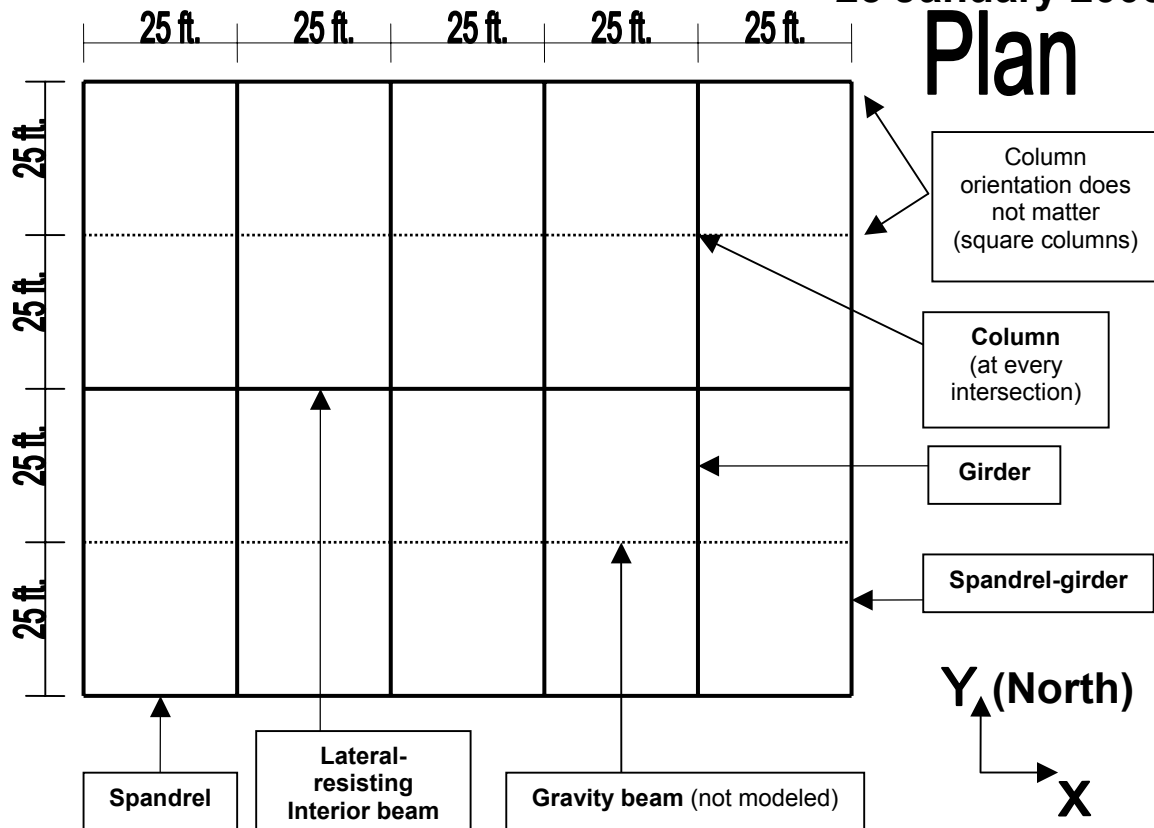 25 ft. 25 ft. 25 ft. 25 ft. 25 ft.
Plan
25 ft.
25 ft.
25 ft.
25 ft.
Column
orientation does
not matter
(square columns)
Column
(at every
intersection)
Girder
Spandrel-girder
Y (North)
X
Spandrel
Lateral-
resisting
Interior beam
Gravity beam (not modeled)